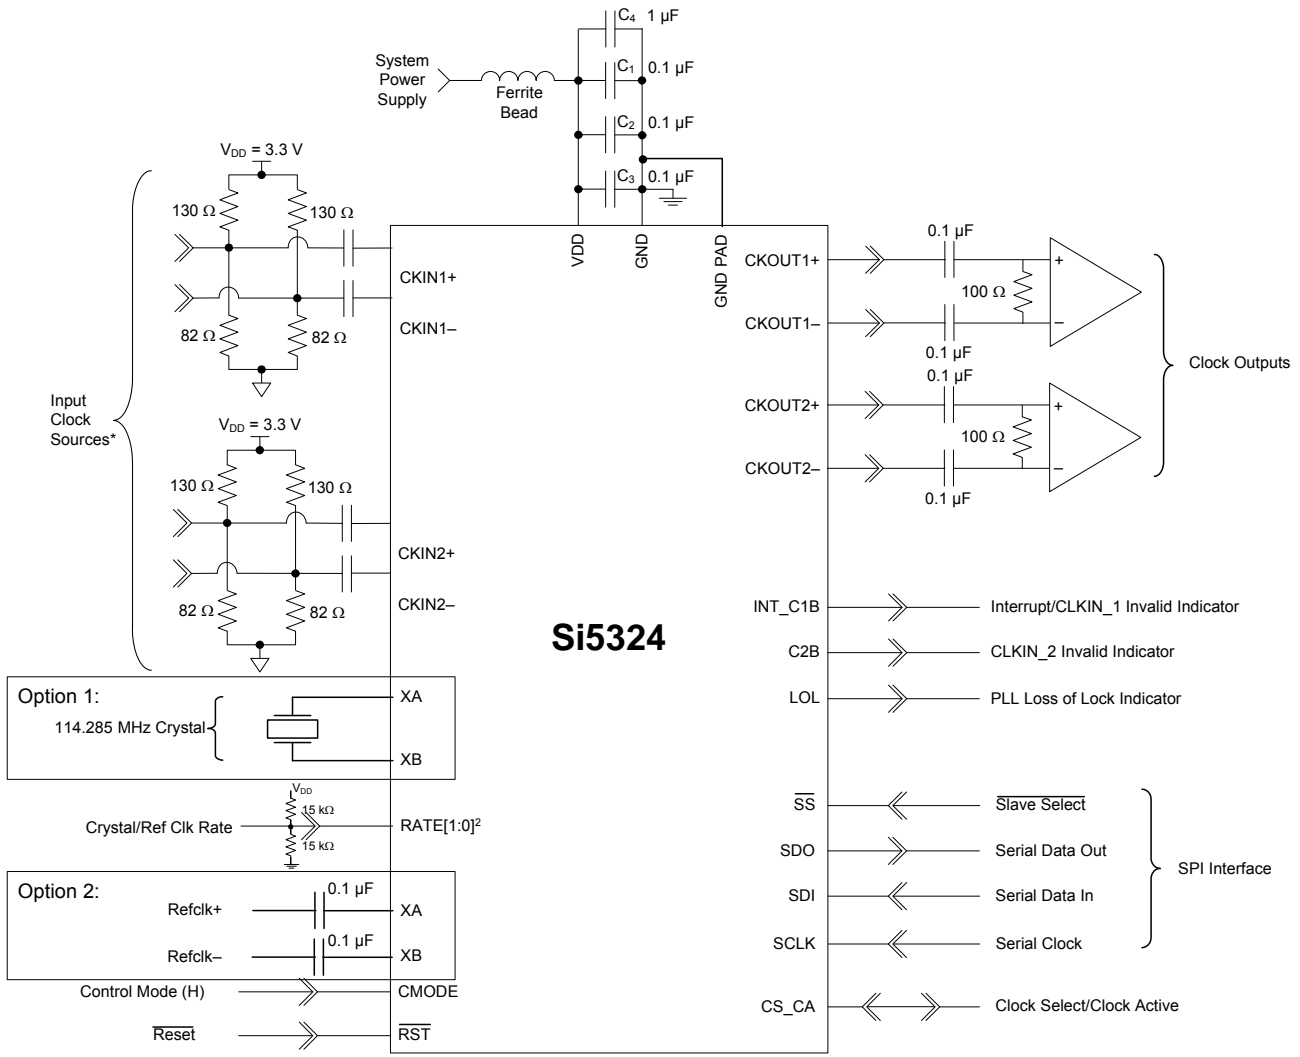 C4 1 µF
System
Power
Supply
Ferrite
Bead
C1 0.1 µF
C2 0.1 µF
C3 0.1 µF
VDD = 3.3 V
130 Ω
130 Ω
82 Ω
82 Ω
CKIN1+
CKIN1–
Input
Clock
Sources*
VDD = 3.3 V
130 Ω
130 Ω
82 Ω
82 Ω
CKIN2+
CKIN2–
VDD
GND
GND PAD
Si5324
CKOUT1+
CKOUT1–
0.1 µF
100 Ω
0.1 µF
+
–
CKOUT2+
CKOUT2–
0.1 µF
100 Ω
0.1 µF
+
–
Clock Outputs
INT_C1B Interrupt/CLKIN_1 Invalid Indicator
C2B CLKIN_2 Invalid Indicator
LOL PLL Loss of Lock Indicator
Option 1:
114.285 MHz Crystal
XA
XB
VDD
15 kΩ
Crystal/Ref Clk Rate
15 kΩ
RATE[1:0]2
Option 2:
Refclk+
0.1 µF
XA
Refclk–
0.1 µF
XB
Control Mode (H)
CMODE
Reset
RST
SS Slave Select
SDO Serial Data Out
SDI Serial Data In
SCLK Serial Clock
SPI Interface
CS_CA Clock Select/Clock Active